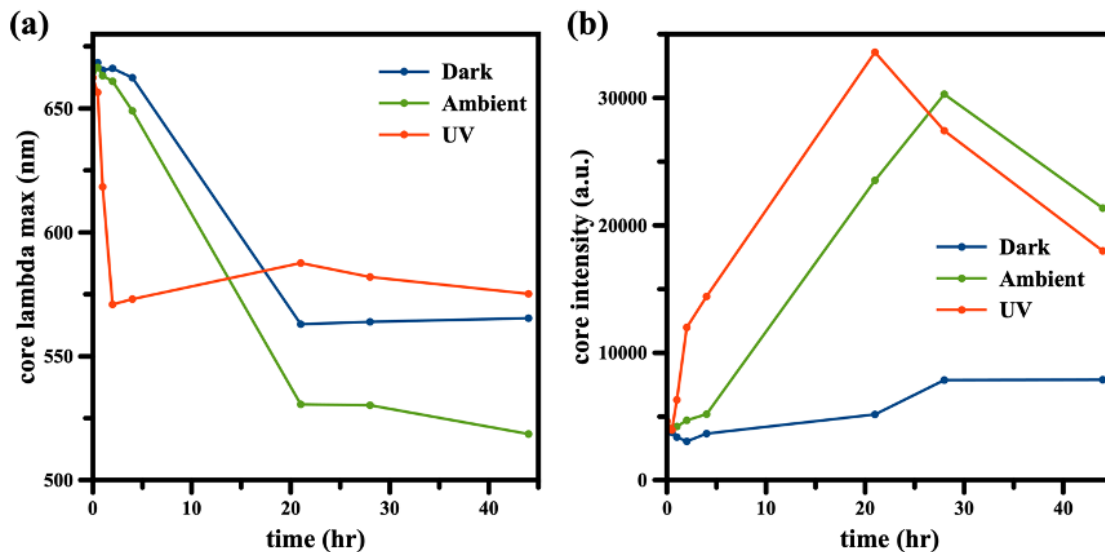 (a)
core lambda max (nm)
650
600
550
500
0
10
20
30
40
time (hr)
Dark
Ambient
UV
(b)
core intensity (a.u.)
30000
20000
10000
0
0
10
20
30
40
time (hr)
Dark
Ambient
UV